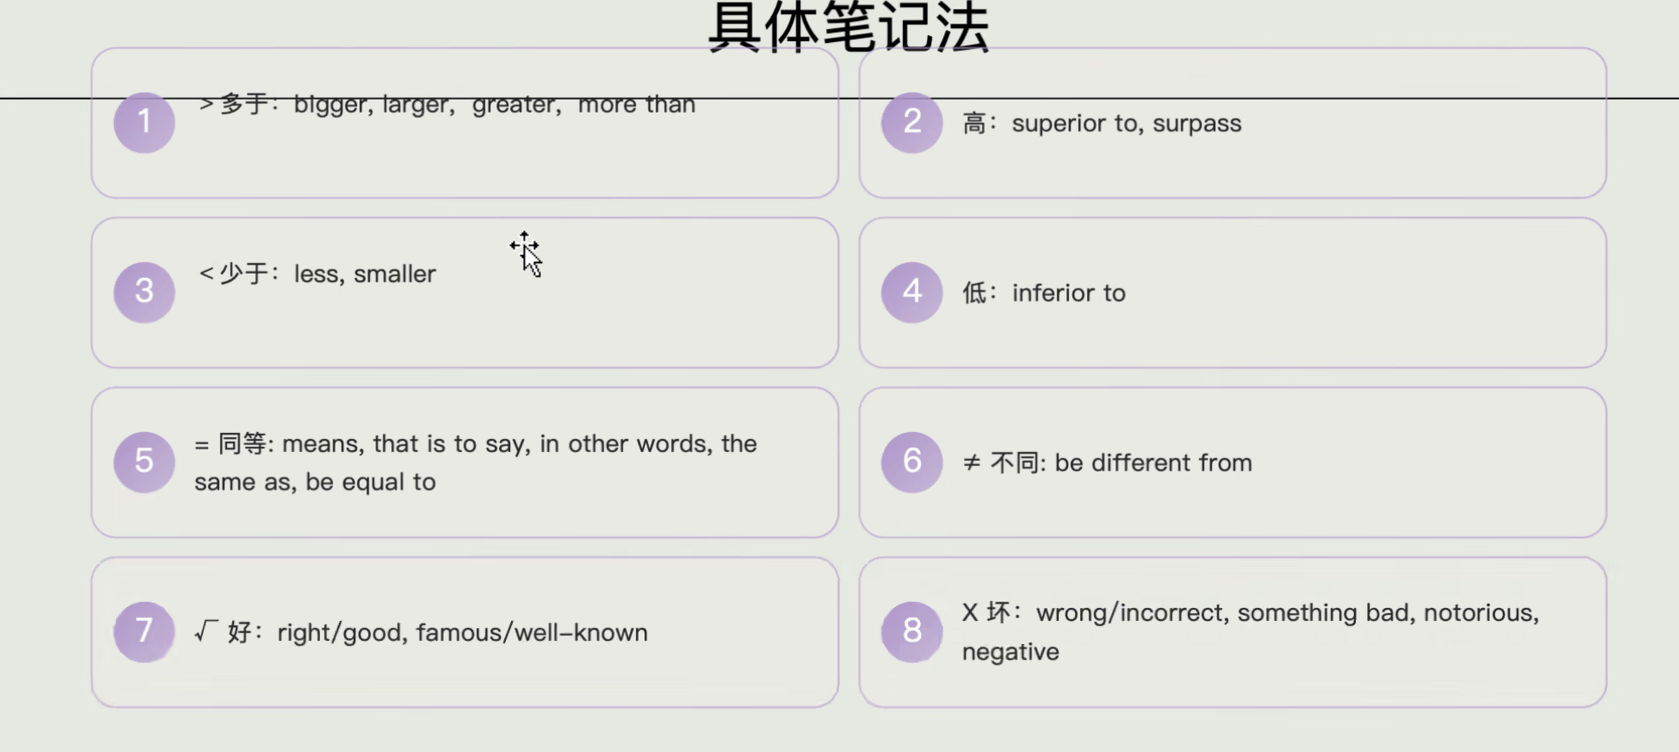 具体笔记法
1
> 多于：bigger, larger, greater, more than
2
高：superior to, surpass
3
< 少于：less, smaller
4
低：inferior to
5
= 同等: means, that is to say, in other words, the
same as, be equal to
6
≠ 不同: be different from
7
√ 好：right/good, famous/well-known
8
X 坏：wrong/incorrect, something bad, notorious,
negative